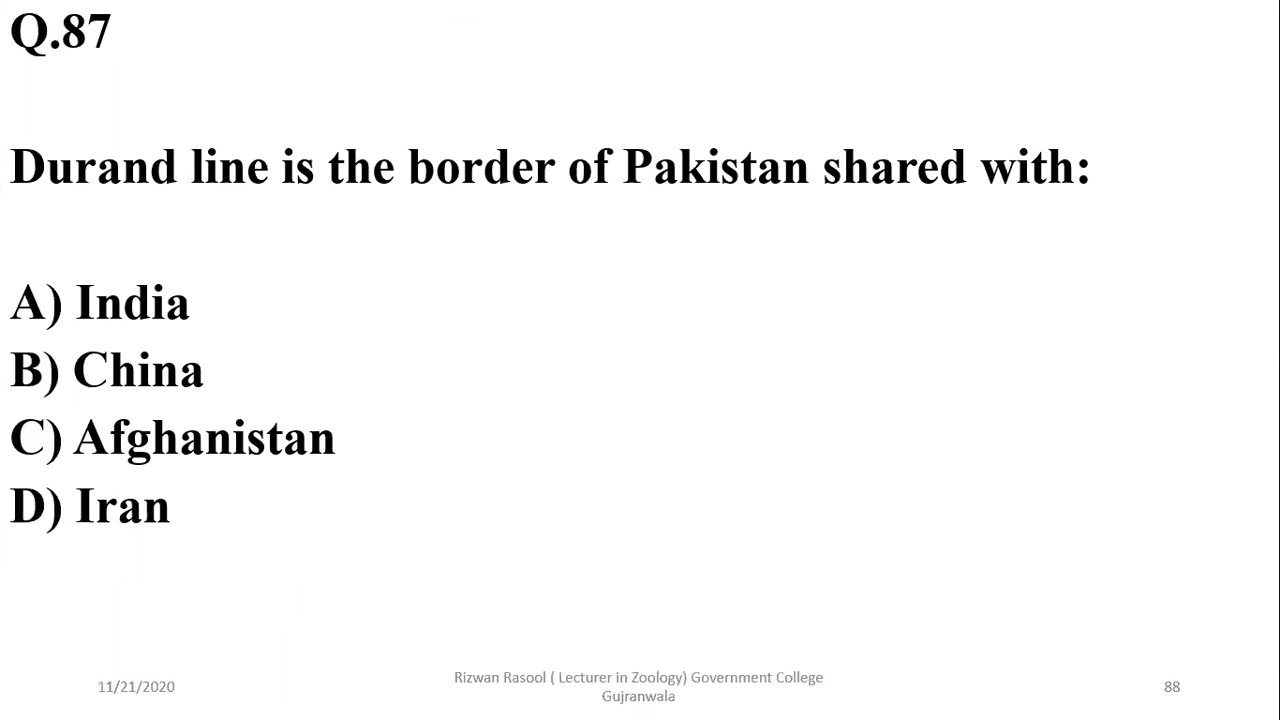 Q.87
Durand line is the border of Pakistan shared with:
A) India
B) China
C) Afghanistan
D) Iran
11/21/2020
Rizwan Rasool ( Lecturer in Zoology) Government College
Gujranwala
88